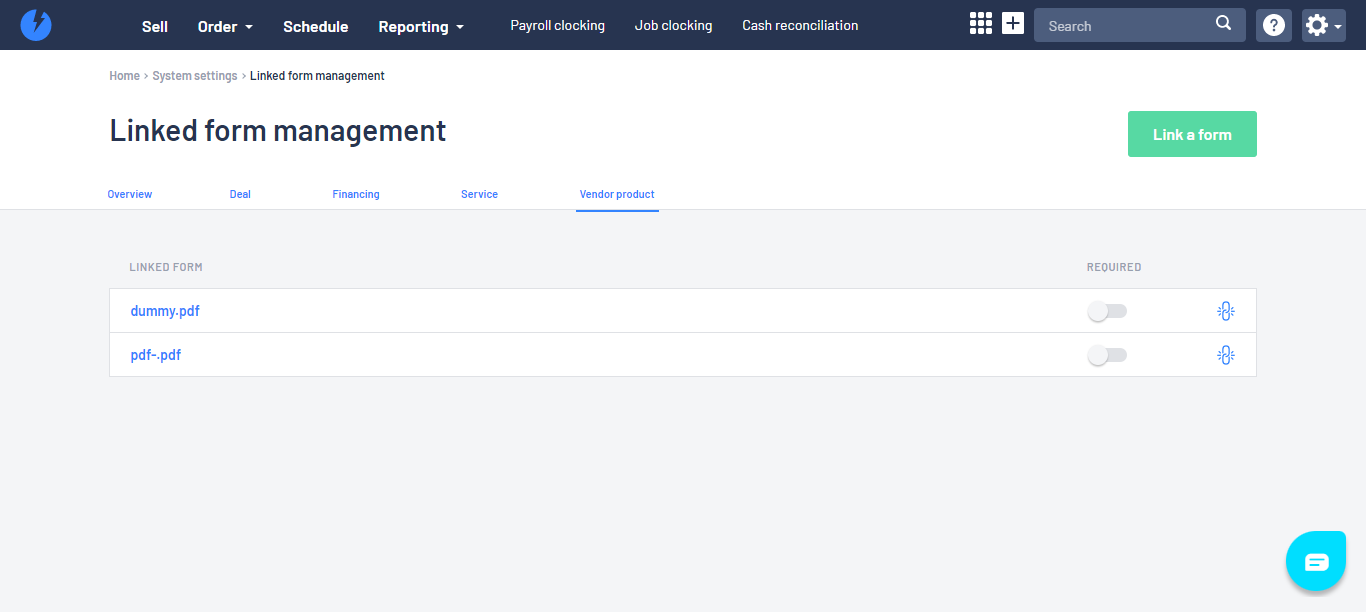 Sell Order Schedule Reporting Payroll clocking Job clocking Cash reconciliation Search
Home › System settings › Linked form management
Linked form management
Link a form
Overview Deal Financing Service Vendor product
LINKED FORM REQUIRED
dummy.pdf
pdf-.pdf